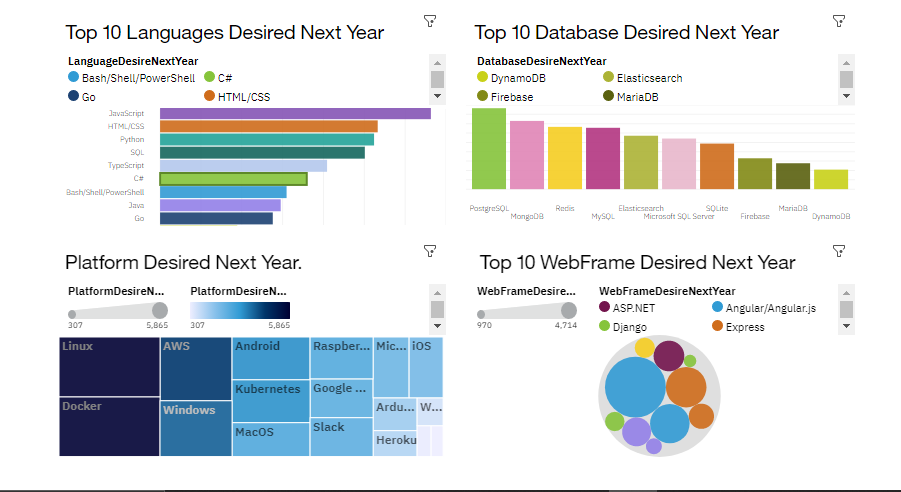 Top 10 Languages Desired Next Year
LanguageDesireNextYear
Bash/Shell/PowerShell
C#
Go
HTML/CSS
JavaScript
HTML/CSS
Python
SQL
TypeScript
C#
Bash/Shell/PowerShell
Java
Go
Top 10 Database Desired Next Year
DatabaseDesireNextYear
DynamoDB
Elasticsearch
Firebase
MariaDB
PostgreSQL
MongoDB
Redis
MySQL
Elasticsearch
Microsoft SQL Server
SQLite
Firebase
MariaDB
DynamoDB
Platform Desired Next Year.
PlatformDesireN...
307
5,865
PlatformDesireN...
307
5,865
Linux
AWS
Android
Raspber...
Mic...
iOS
Docker
Windows
Kubernetes
Google ...
MacOS
Slack
Ardu...
W...
Heroku
Top 10 WebFrame Desired Next Year
WebFrameDesire...
970
4,714
WebFrameDesireNextYear
ASP.NET
Angular/Angular.js
Django
Express